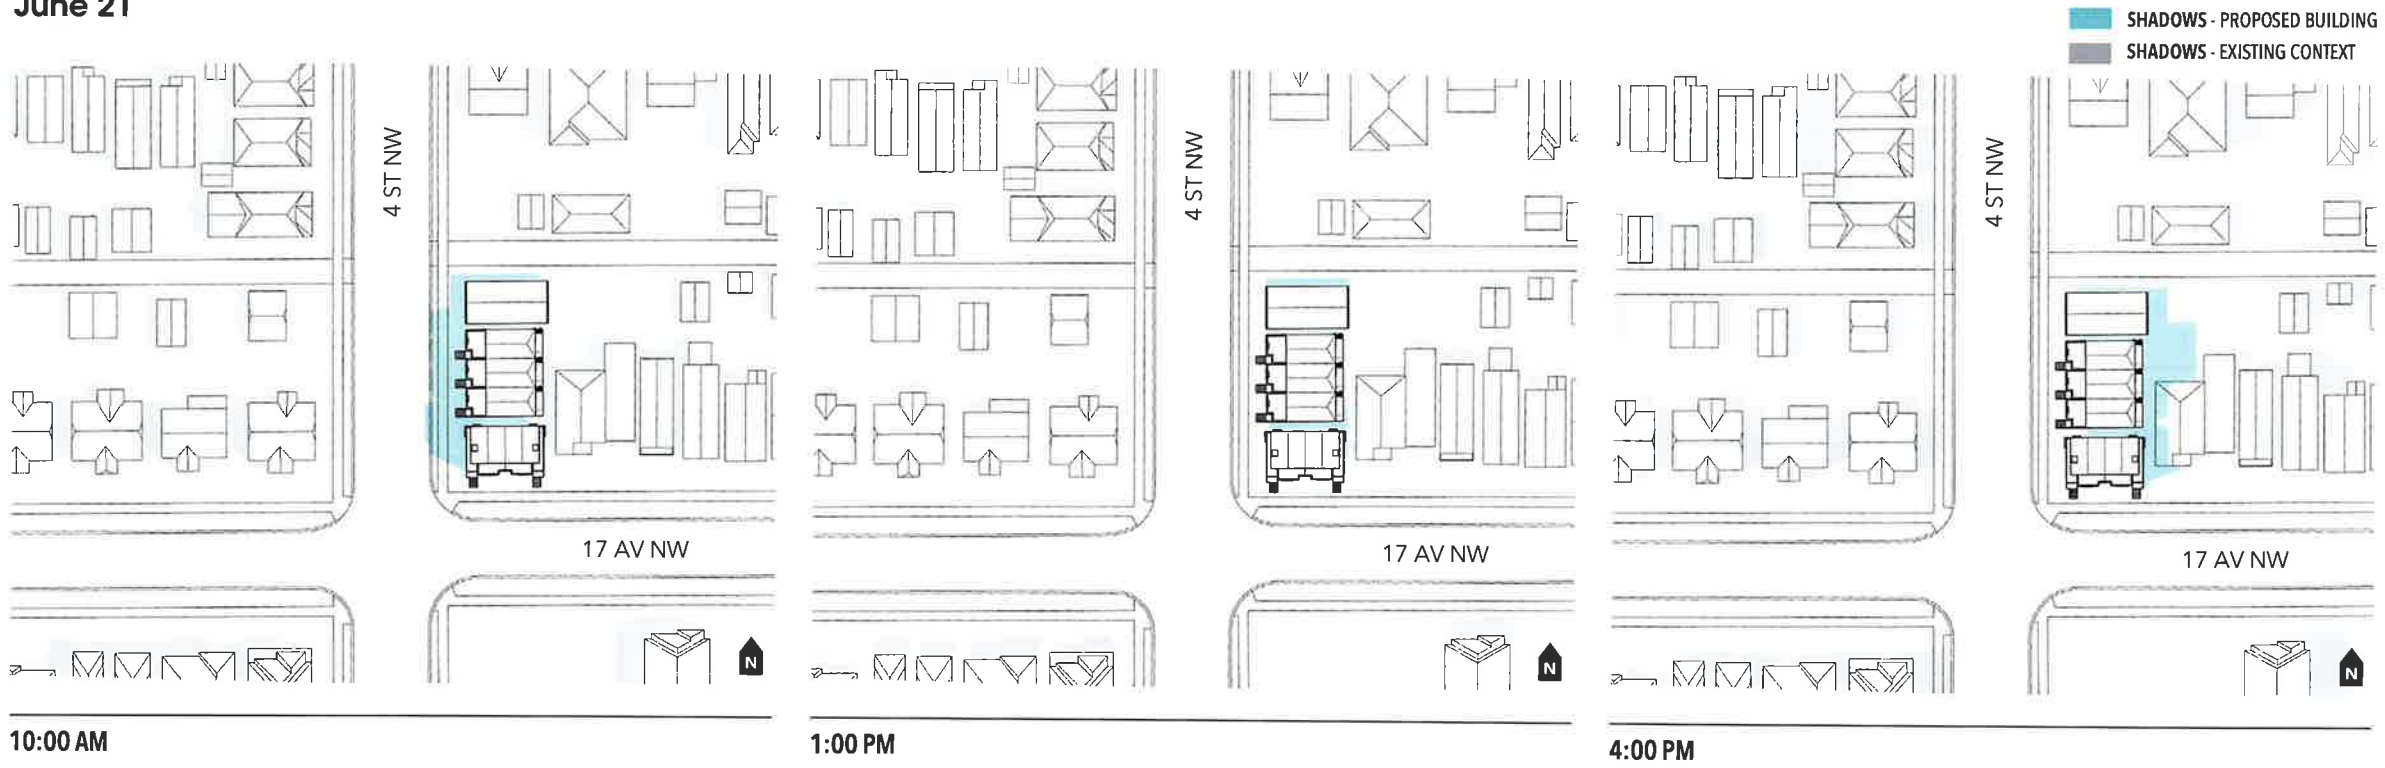 June 21
SHADOWS - PROPOSED BUILDING
SHADOWS - EXISTING CONTEXT
4 ST NW
4 ST NW
4 ST NW
17 AV NW
17 AV NW
17 AV NW
N
N
N
10:00 AM
1:00 PM
4:00 PM